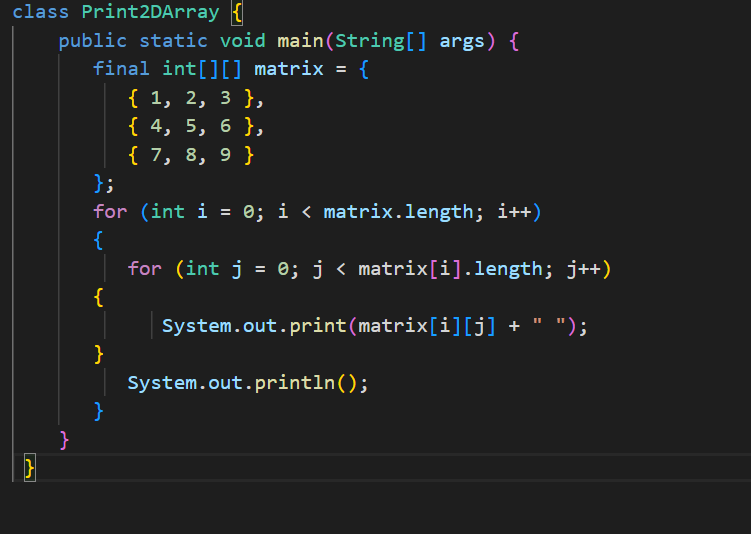 class Print2DArray {
    public static void main(String[] args) {
       final int[][] matrix = {
          { 1, 2, 3 },
          { 4, 5, 6 },
          { 7, 8, 9 }
       };
       for (int i = 0; i < matrix.length; i++)
       {
          for (int j = 0; j < matrix[i].length; j++)
       {
             System.out.print(matrix[i][j] + " ");
       }
          System.out.println();
       }
    }
 }